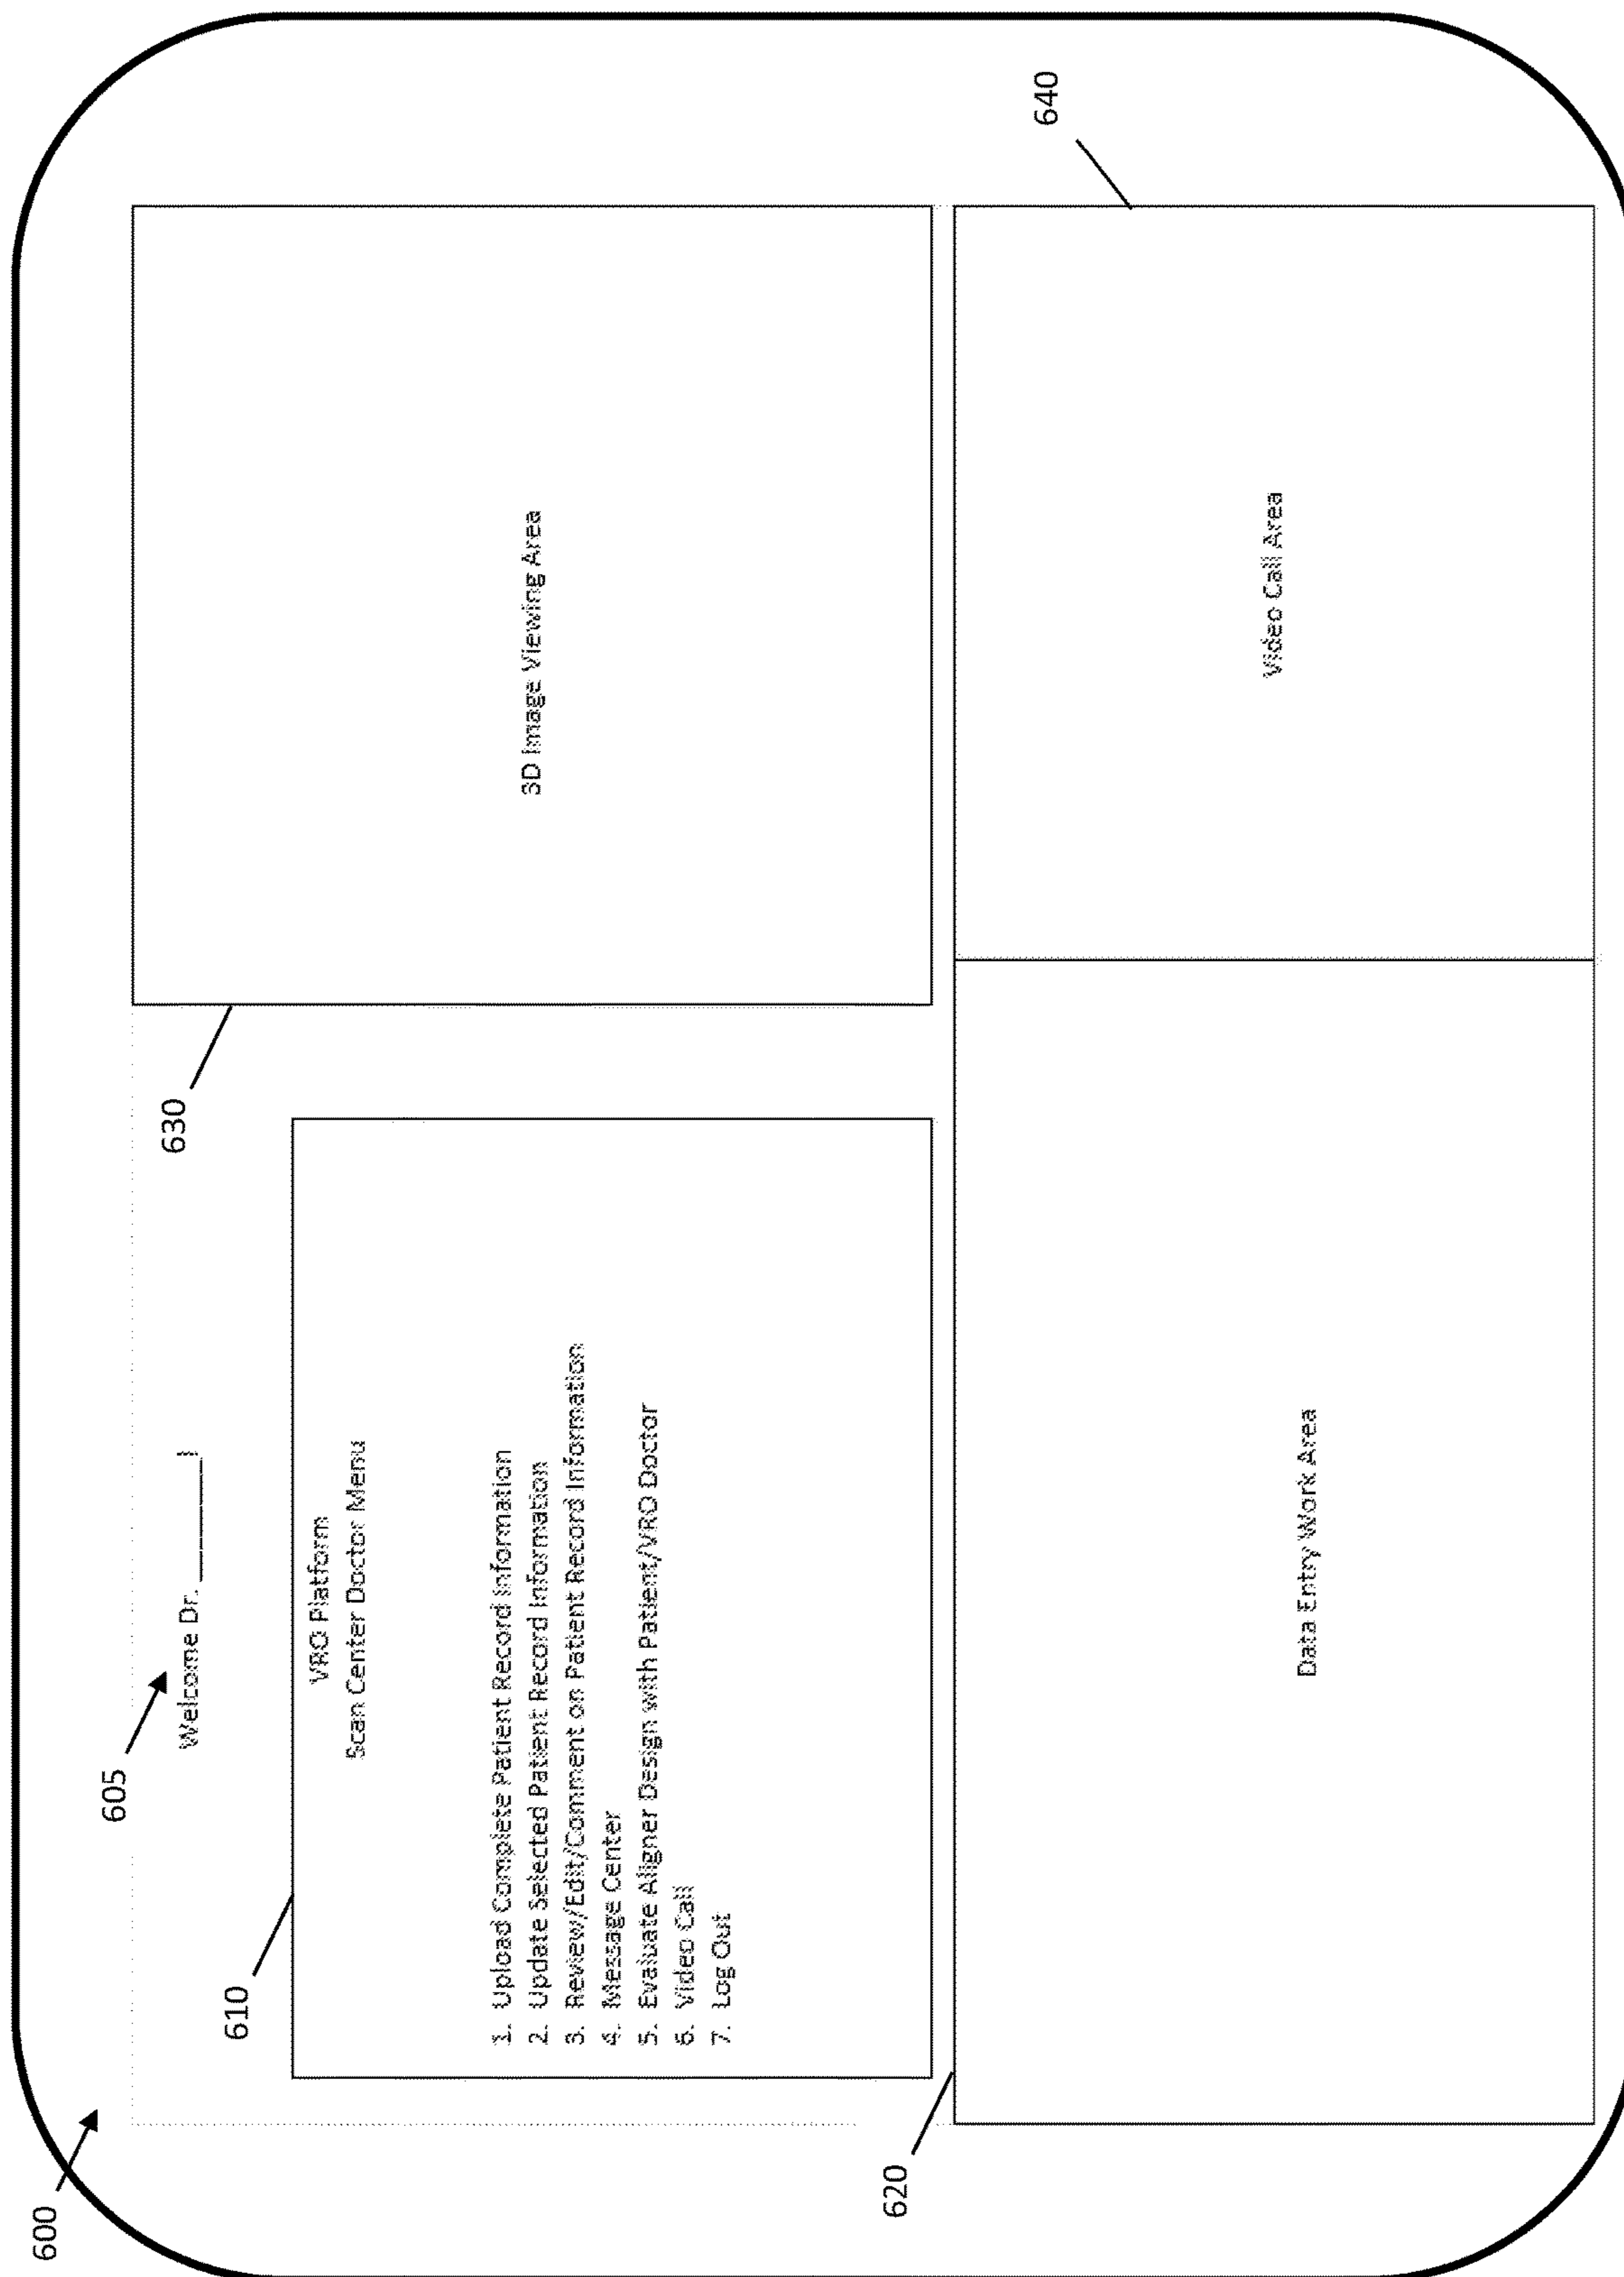 600
605
Welcome Dr. ________!
610
VRO Platform
Scan Center Doctor Menu
1. Upload Complete Patient Record Information
2. Update Selected Patient Record Information
3. Review/Edit/Comment on Patient Record Information
4. Message Center
5. Evaluate Aligner Design with Patient/VRO Doctor
6. Video Call
7. Log Out
630
3D Image Viewing Area
620
Data Entry Work Area
640
Video Call Area